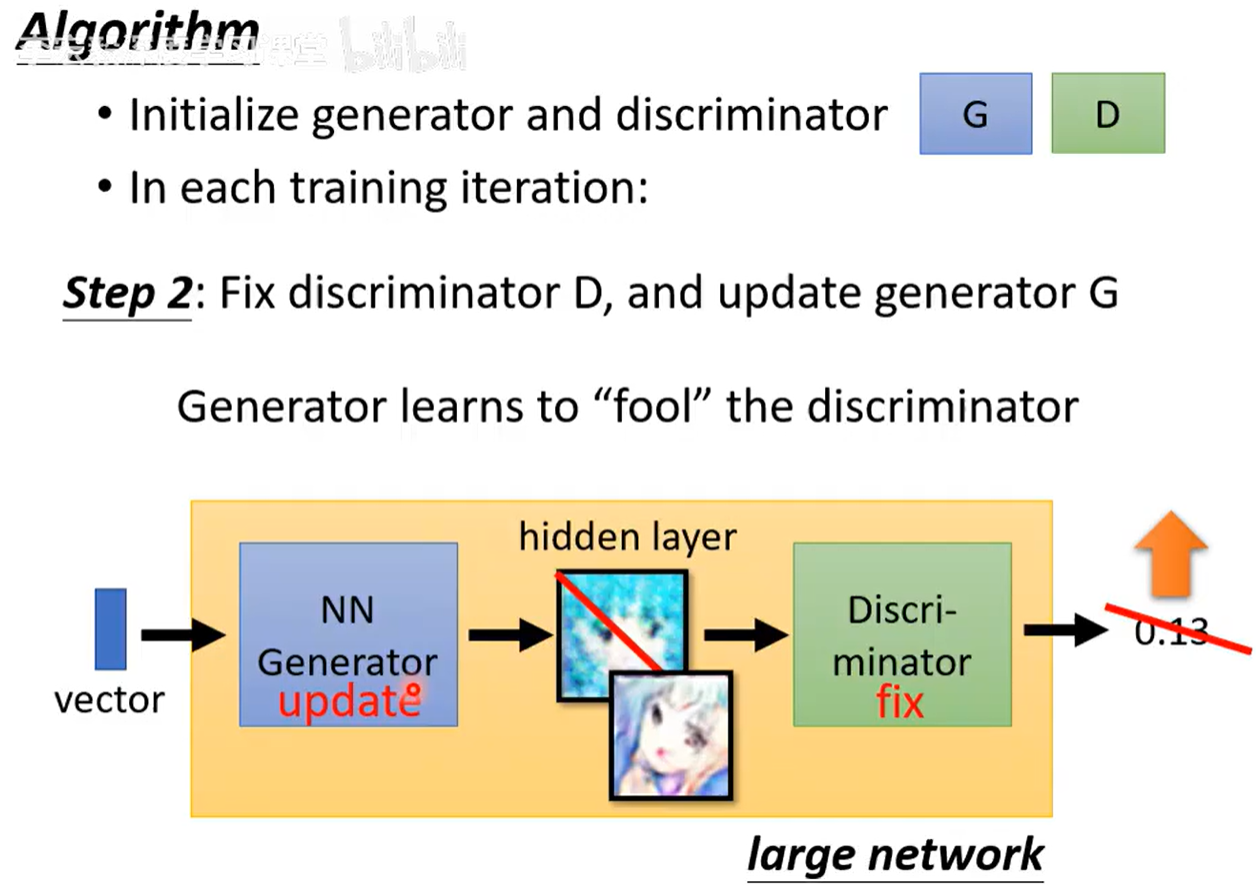 Algorithm
bilibili
• Initialize generator and discriminator G D
• In each training iteration:
Step 2: Fix discriminator D, and update generator G
Generator learns to “fool” the discriminator
hidden layer
NN
Generator
update
Discri-
minator
fix
0.13
vector
large network